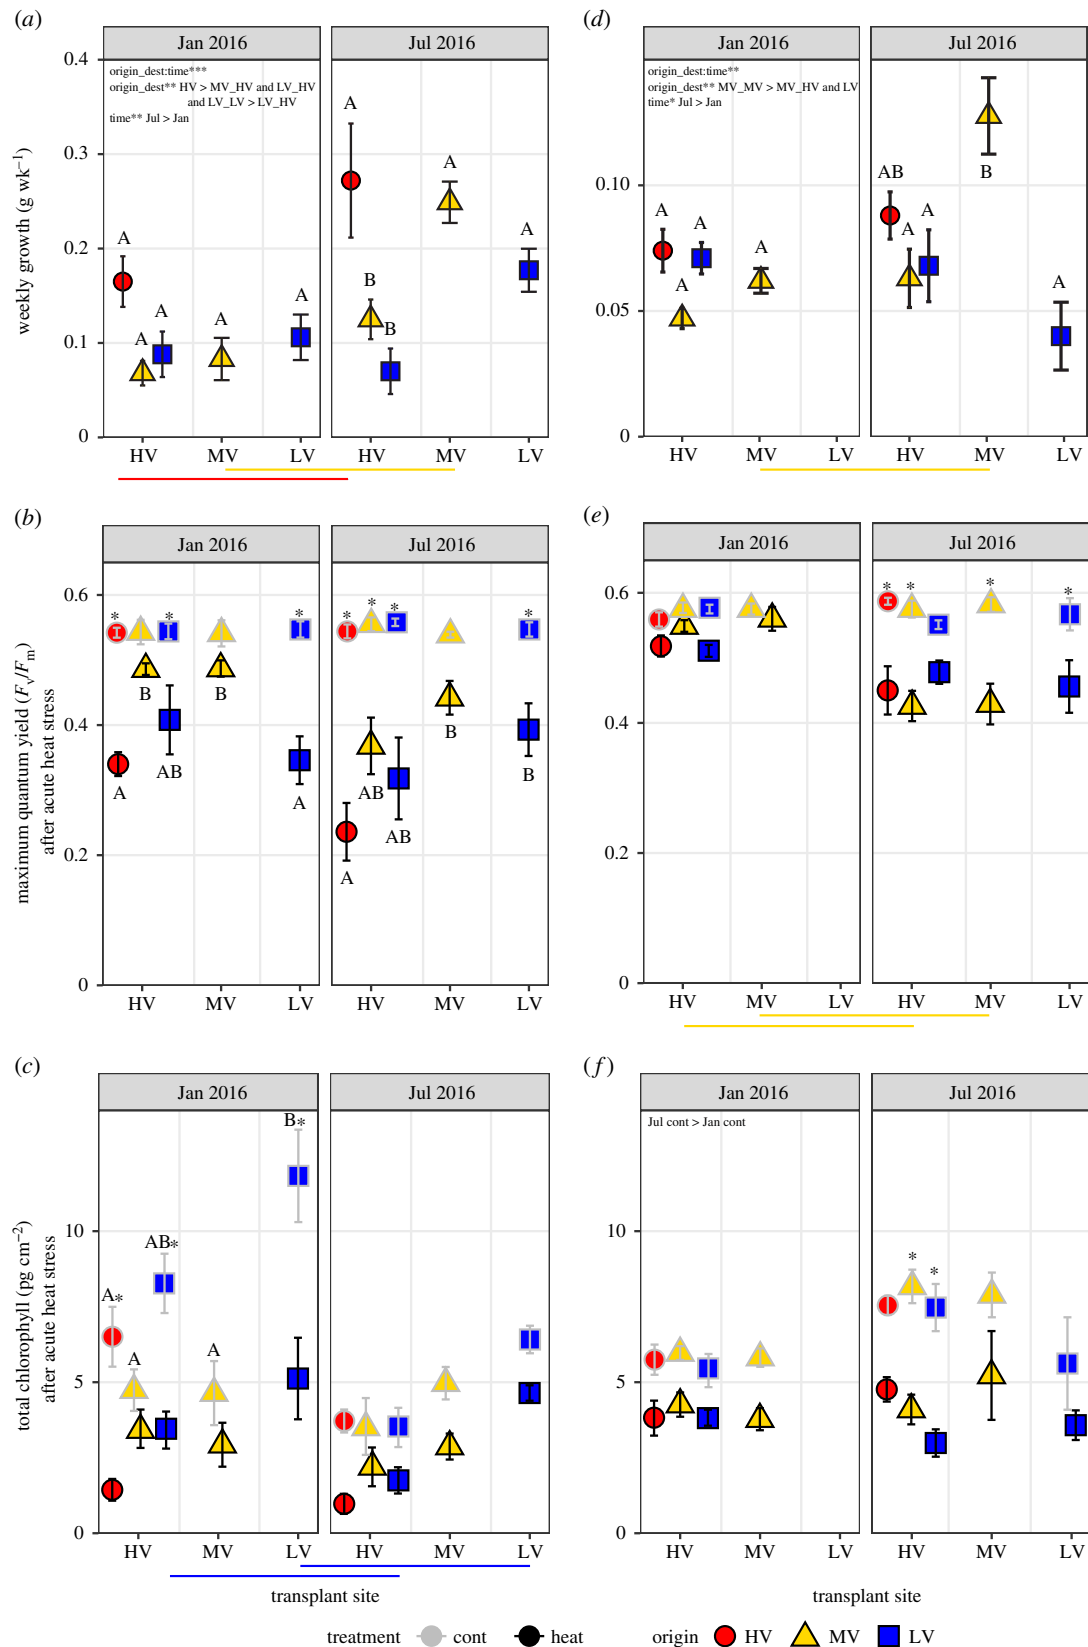 (a)
Jan 2016
Jul 2016
0.4
0.3
0.2
0.1
0
weekly growth (g wk⁻¹)
origin_dest:time***
origin_dest** HV > MV_HV and LV_HV
and LV_LV > LV_HV
time** Jul > Jan
A
A
A
A
A
A
B
B
A
A
HV
MV
LV
HV
MV
LV
(d)
Jan 2016
Jul 2016
0.10
0.05
0
origin_dest:time**
origin_dest** MV_MV > MV_HV and LV
time* Jul > Jan
A
A
A
A
AB
A
A
B
A
HV
MV
LV
HV
MV
LV
(b)
Jan 2016
Jul 2016
0.6
0.4
0.2
0
maximum quantum yield (Fv/Fm)
after acute heat stress
* * *
A
B
AB
B
A
* * * *
A
AB
AB
B
B
HV
MV
LV
HV
MV
LV
(e)
Jan 2016
Jul 2016
0.6
0.4
0.2
0
* * * *
HV
MV
LV
HV
MV
LV
(c)
Jan 2016
Jul 2016
10
5
0
total chlorophyll (pg cm⁻²)
after acute heat stress
A*
A
AB*
A
B*
HV
MV
LV
HV
MV
LV
transplant site
(f)
Jan 2016
Jul 2016
10
5
0
Jul cont > Jan cont
* *
HV
MV
LV
HV
MV
LV
transplant site
treatment cont heat origin HV MV LV